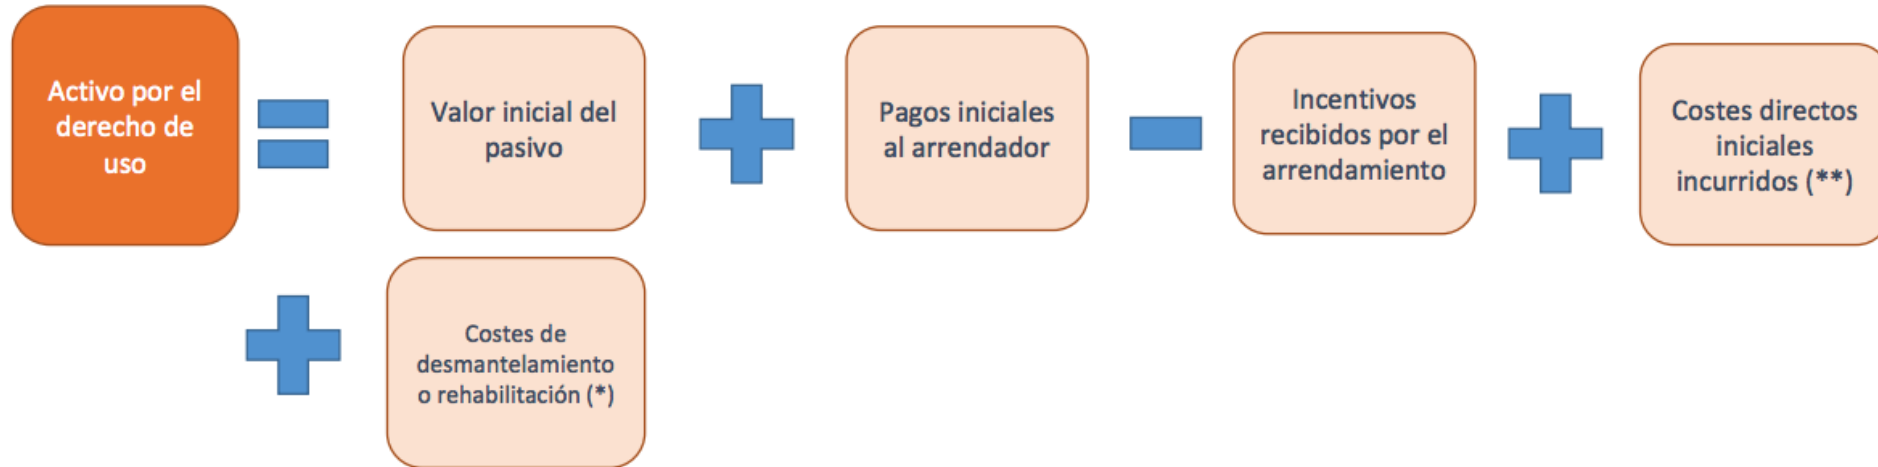 Activo por el
derecho de
uso
Valor inicial del
pasivo
Pagos iniciales
al arrendador
Incentivos
recibidos por el
arrendamiento
Costes directos
iniciales
incurridos (**)
Costes de
desmantelamiento
o rehabilitación (*)